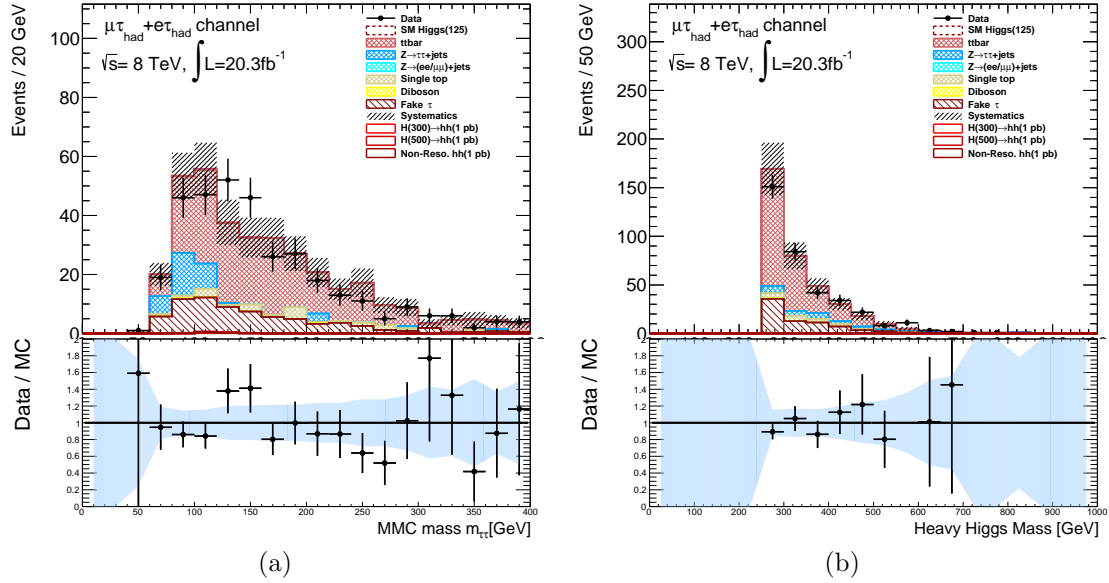 μτhad+eτhad channel
√s= 8 TeV, ∫L=20.3fb-1
Data
SM Higgs(125)
ttbar
Z→ττ+jets
Z→(ee/μμ)+jets
Single top
Diboson
Fake τ
Systematics
H(300)→hh(1 pb)
H(500)→hh(1 pb)
Non-Reso. hh(1 pb)
Events / 20 GeV
100
80
60
40
20
0
Data / MC
2
1.8
1.6
1.4
1.2
1
0.8
0.6
0.4
0.2
0
0 50 100 150 200 250 300 350 400
MMC mass mττ[GeV]
(a)
μτhad+eτhad channel
√s= 8 TeV, ∫L=20.3fb-1
Data
SM Higgs(125)
ttbar
Z→ττ+jets
Z→(ee/μμ)+jets
Single top
Diboson
Fake τ
Systematics
H(300)→hh(1 pb)
H(500)→hh(1 pb)
Non-Reso. hh(1 pb)
Events / 50 GeV
300
250
200
150
100
50
0
Data / MC
2
1.8
1.6
1.4
1.2
1
0.8
0.6
0.4
0.2
0
0 100 200 300 400 500 600 700 800 900 1000
Heavy Higgs Mass [GeV]
(b)